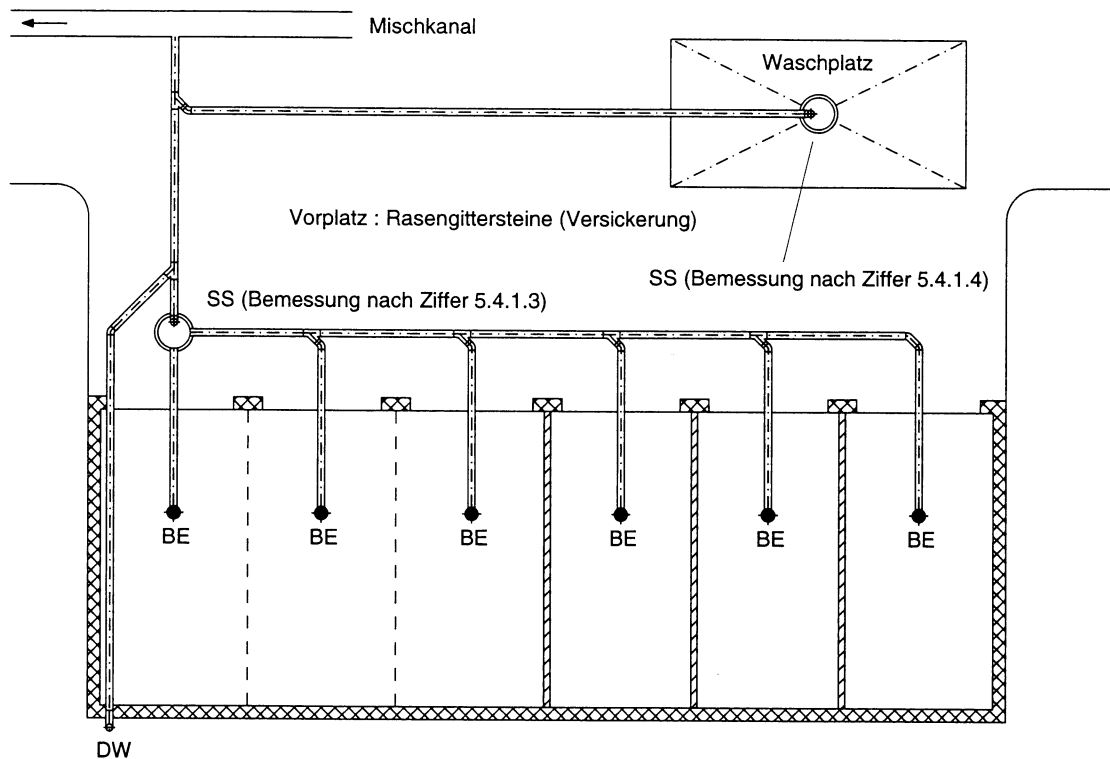 Mischkanal
Waschplatz
Vorplatz : Rasengittersteine (Versickerung)
SS (Bemessung nach Ziffer 5.4.1.4)
SS (Bemessung nach Ziffer 5.4.1.3)
BE
BE
BE
BE
BE
BE
DW